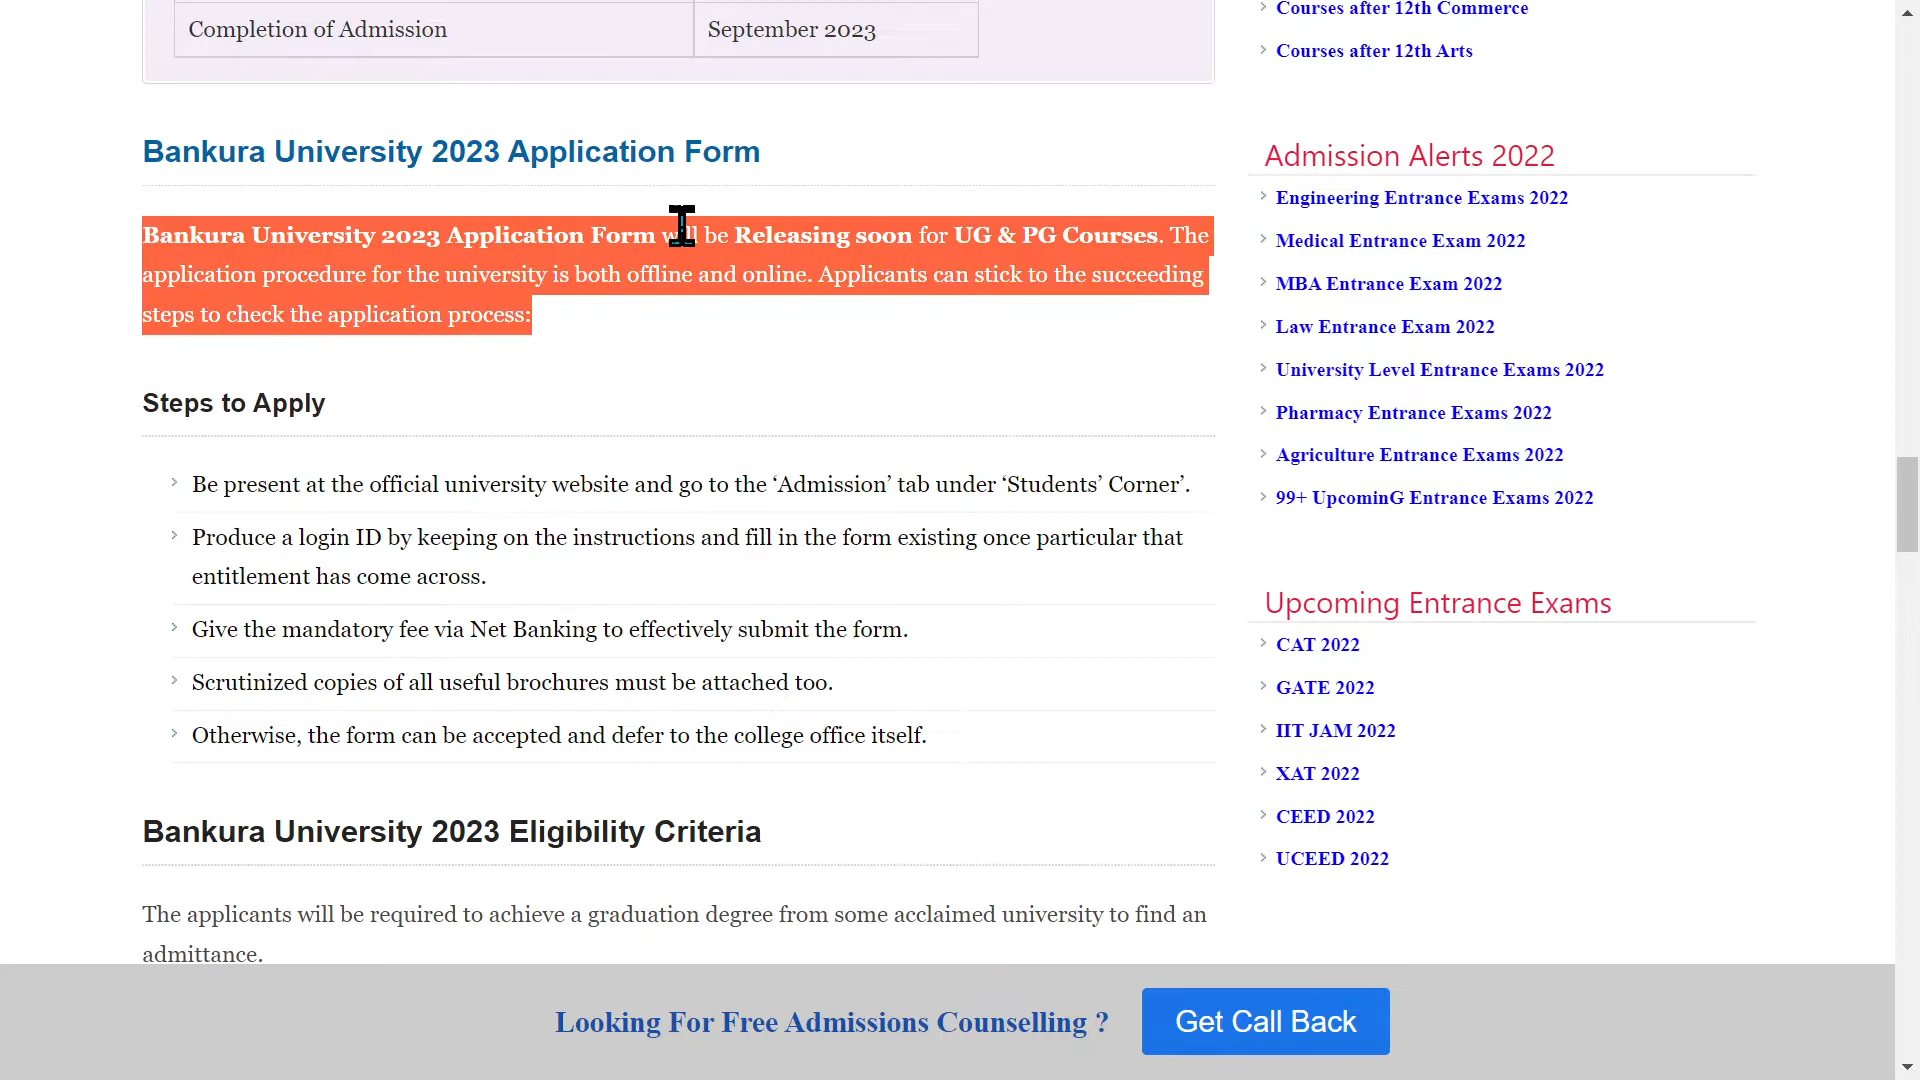 Completion of Admission September 2023
Bankura University 2023 Application Form
Bankura University 2023 Application Form will be Releasing soon for UG & PG Courses. The
application procedure for the university is both offline and online. Applicants can stick to the succeeding
steps to check the application process:
Steps to Apply
Be present at the official university website and go to the ‘Admission’ tab under ‘Students’ Corner’.
Produce a login ID by keeping on the instructions and fill in the form existing once particular that
entitlement has come across.
Give the mandatory fee via Net Banking to effectively submit the form.
Scrutinized copies of all useful brochures must be attached too.
Otherwise, the form can be accepted and defer to the college office itself.
Bankura University 2023 Eligibility Criteria
The applicants will be required to achieve a graduation degree from some acclaimed university to find an
admittance.
Courses after 12th Commerce
Courses after 12th Arts
Admission Alerts 2022
Engineering Entrance Exams 2022
Medical Entrance Exam 2022
MBA Entrance Exam 2022
Law Entrance Exam 2022
University Level Entrance Exams 2022
Pharmacy Entrance Exams 2022
Agriculture Entrance Exams 2022
99+ UpcominG Entrance Exams 2022
Upcoming Entrance Exams
CAT 2022
GATE 2022
IIT JAM 2022
XAT 2022
CEED 2022
UCEED 2022
Looking For Free Admissions Counselling ?
Get Call Back